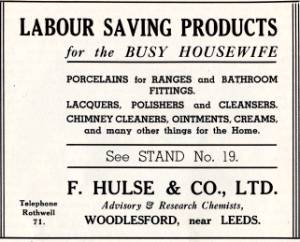 LABOUR SAVING PRODUCTS
for the BUSY HOUSEWIFE
PORCELAINS for RANGES and BATHROOM
FITTINGS.
LACQUERS, POLISHERS and CLEANSERS.
CHIMNEY CLEANERS, OINTMENTS, CREAMS,
and many other things for the Home.
See STAND No. 19.
F. HULSE & CO., LTD.
Advisory & Research Chemists,
WOODLESFORD, near LEEDS.
Telephone
Rothwell
71.